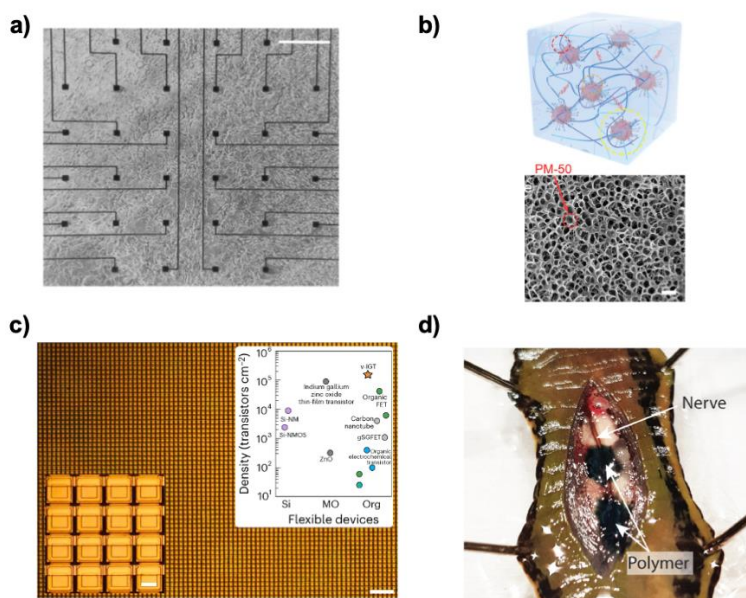 a)
b)
PM-50
c)
Density (transistors cm⁻²)
10⁶
10⁵
10⁴
10³
10²
10¹
v-IGT
Indium gallium
zinc oxide
thin-film transistor
Organic
FET
Si-NM
Carbon
nanotube
Si-NMOS
gSGFET
ZnO
Organic
electrochemical
transistor
Si
MO
Org
Flexible devices
d)
Nerve
Polymer